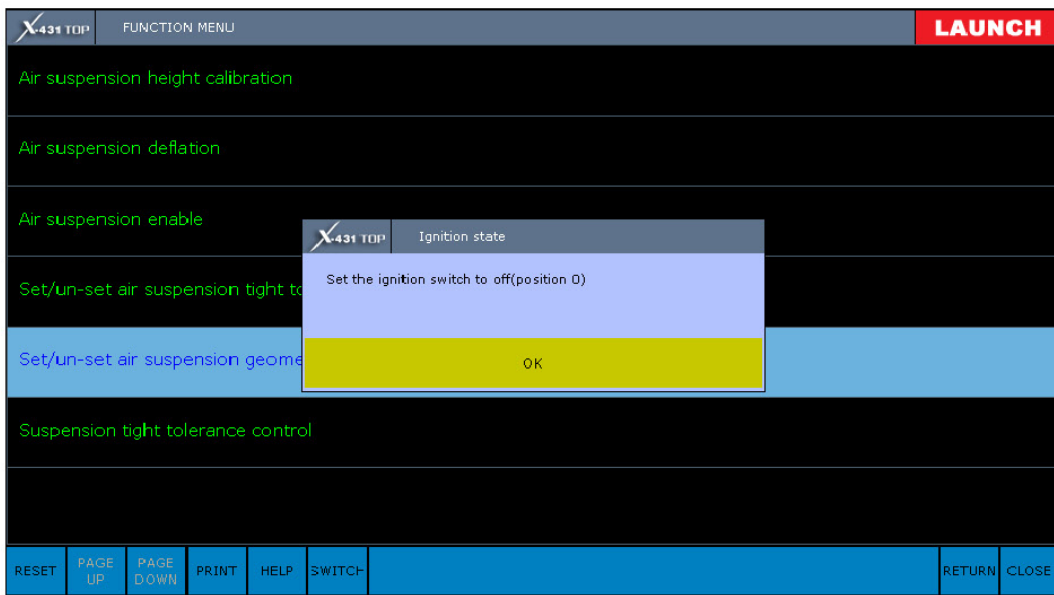 X-431 TOP FUNCTION MENU LAUNCH
Air suspension height calibration
Air suspension deflation
Air suspension enable
X-431 TOP Ignition state
Set the ignition switch to off(position 0)
Set/un-set air suspension tight to
Set/un-set air suspension geome
OK
Suspension tight tolerance control
RESET PAGE UP PAGE DOWN PRINT HELP SWITCH RETURN CLOSE